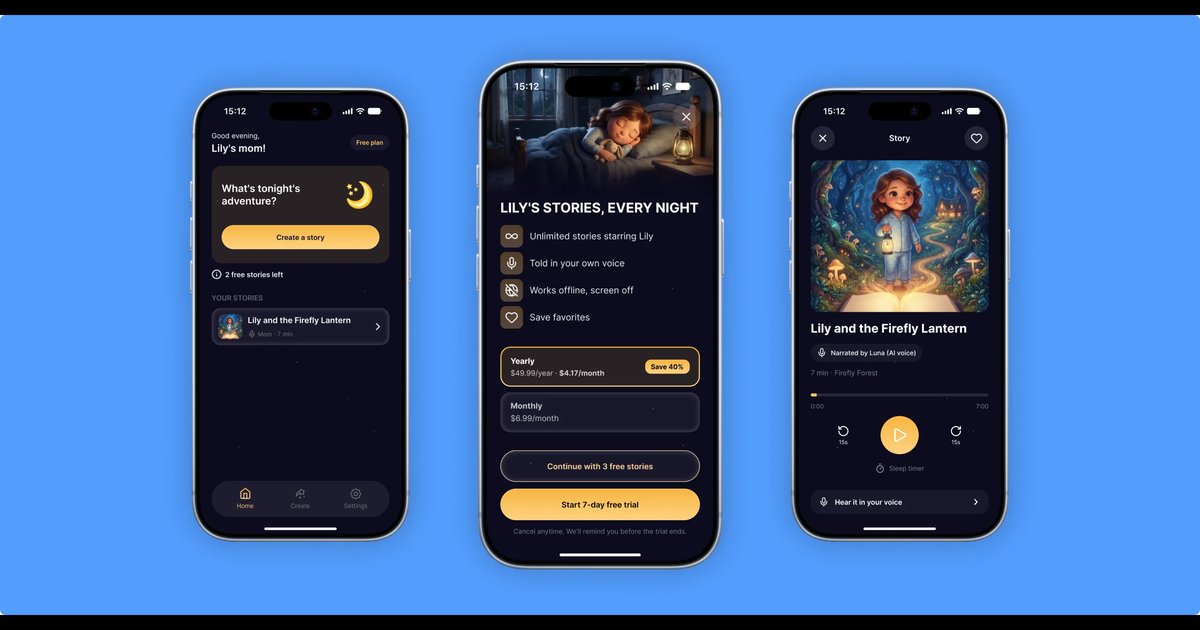 15:12
Good evening,
Lily's mom!
Free plan
What's tonight's
adventure?
Create a story
2 free stories left
YOUR STORIES
Lily and the Firefly Lantern
Mom · 7 min
Home
Create
Settings
15:12
LILY'S STORIES, EVERY NIGHT
Unlimited stories starring Lily
Told in your own voice
Works offline, screen off
Save favorites
Yearly
$49.99/year · $4.17/month
Save 40%
Monthly
$6.99/month
Continue with 3 free stories
Start 7-day free trial
Cancel anytime. We'll remind you before the trial ends.
15:12
Story
Lily and the Firefly Lantern
Narrated by Luna (AI voice)
7 min · Firefly Forest
0:00
7:00
15s
15s
Sleep timer
Hear it in your voice